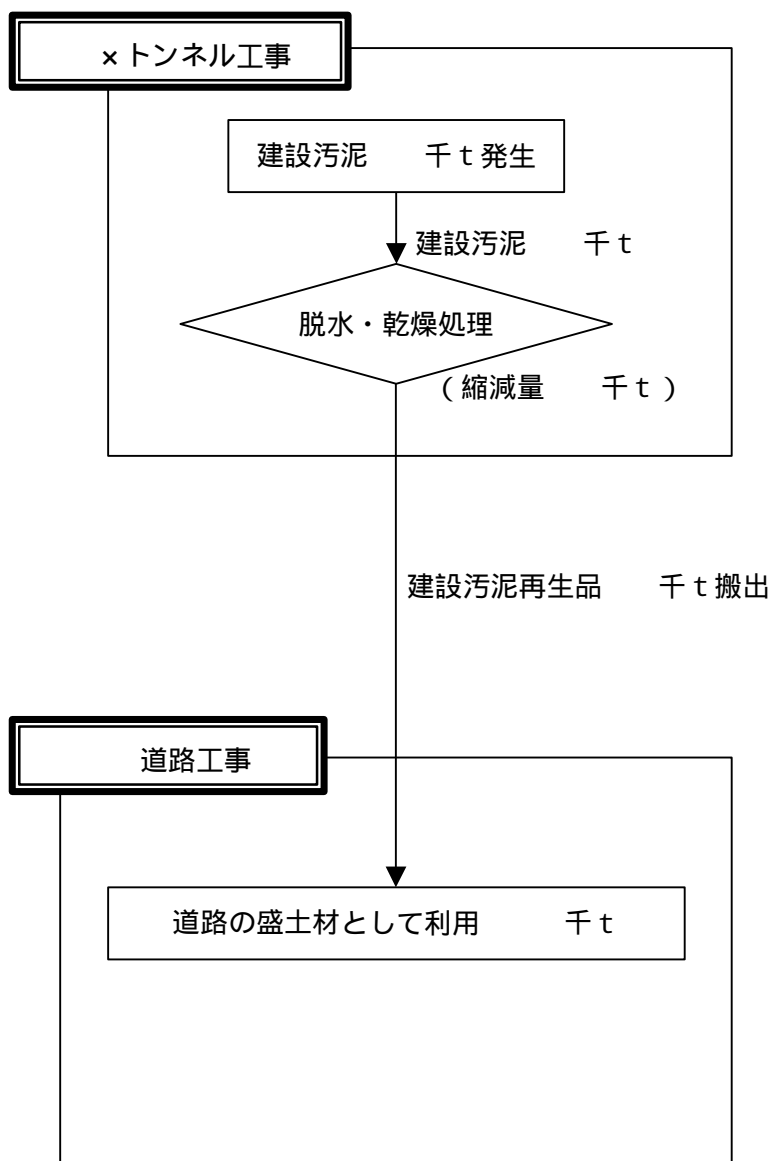 ×トンネル工事
建設汚泥　　千t発生
建設汚泥　　千t
脱水・乾燥処理
(縮減量　　千t)
建設汚泥再生品　　千t搬出
道路工事
道路の盛土材として利用　　　千t